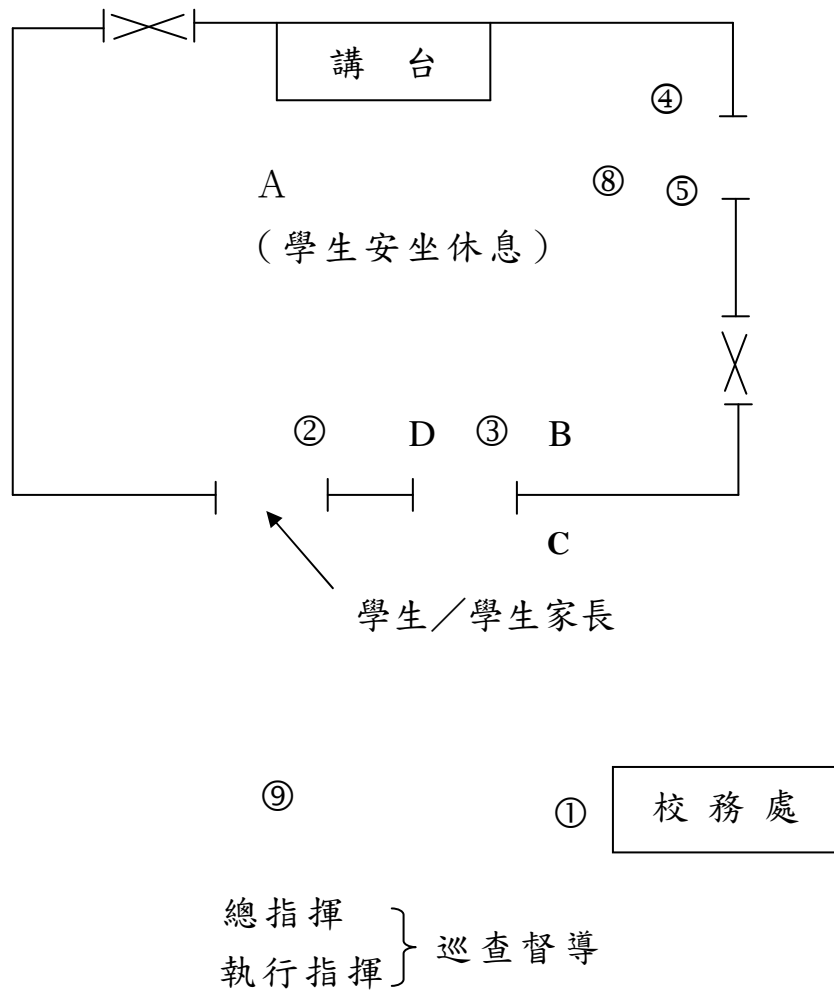 講台
④
A ⑧ ⑤
（學生安坐休息）
② D ③ B
C
學生／學生家長
⑨ ① 校務處
總指揮
執行指揮
巡查督導